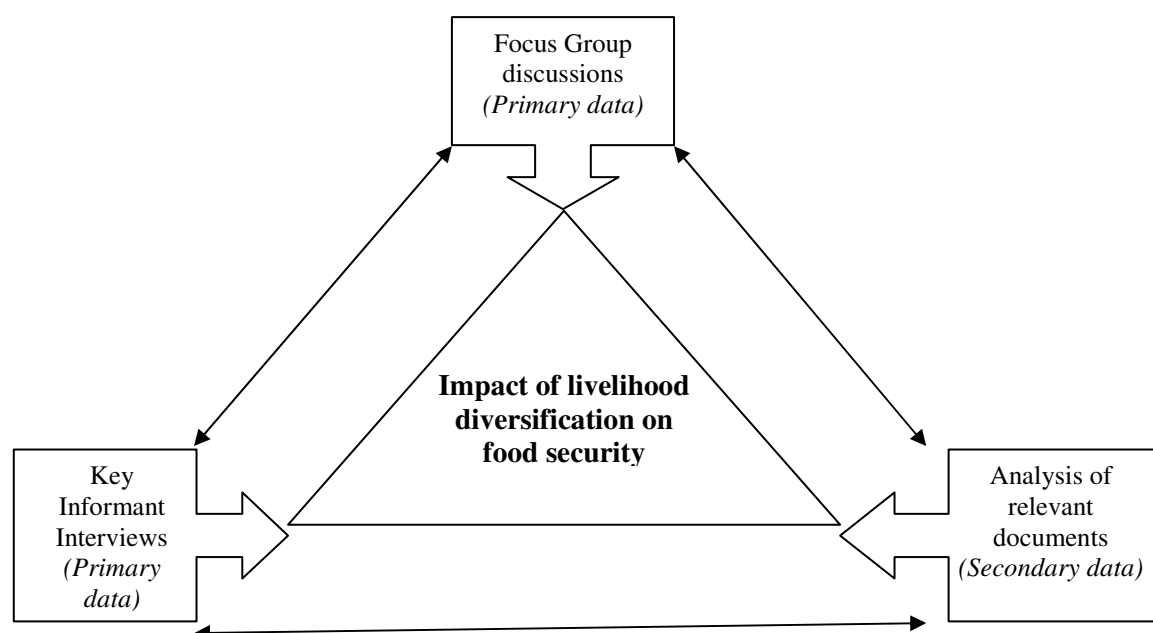 Focus Group
discussions
(Primary data)
Impact of livelihood
diversification on
food security
Key
Informant
Interviews
(Primary
data)
Analysis of
relevant
documents
(Secondary data)